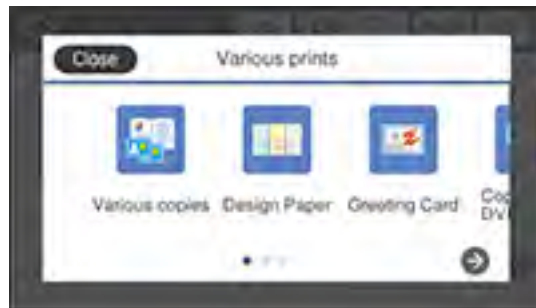 Close
Various prints
Various copies
Design Paper
Greeting Card